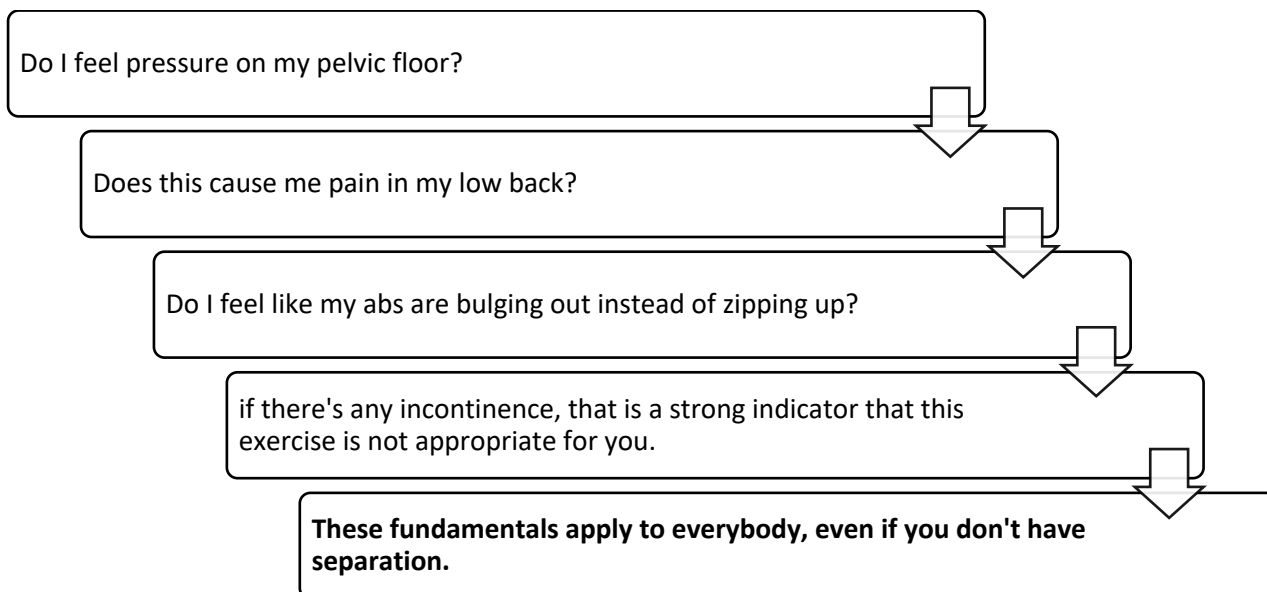 Do I feel pressure on my pelvic floor?
Does this cause me pain in my low back?
Do I feel like my abs are bulging out instead of zipping up?
if there's any incontinence, that is a strong indicator that this
exercise is not appropriate for you.
These fundamentals apply to everybody, even if you don't have
separation.